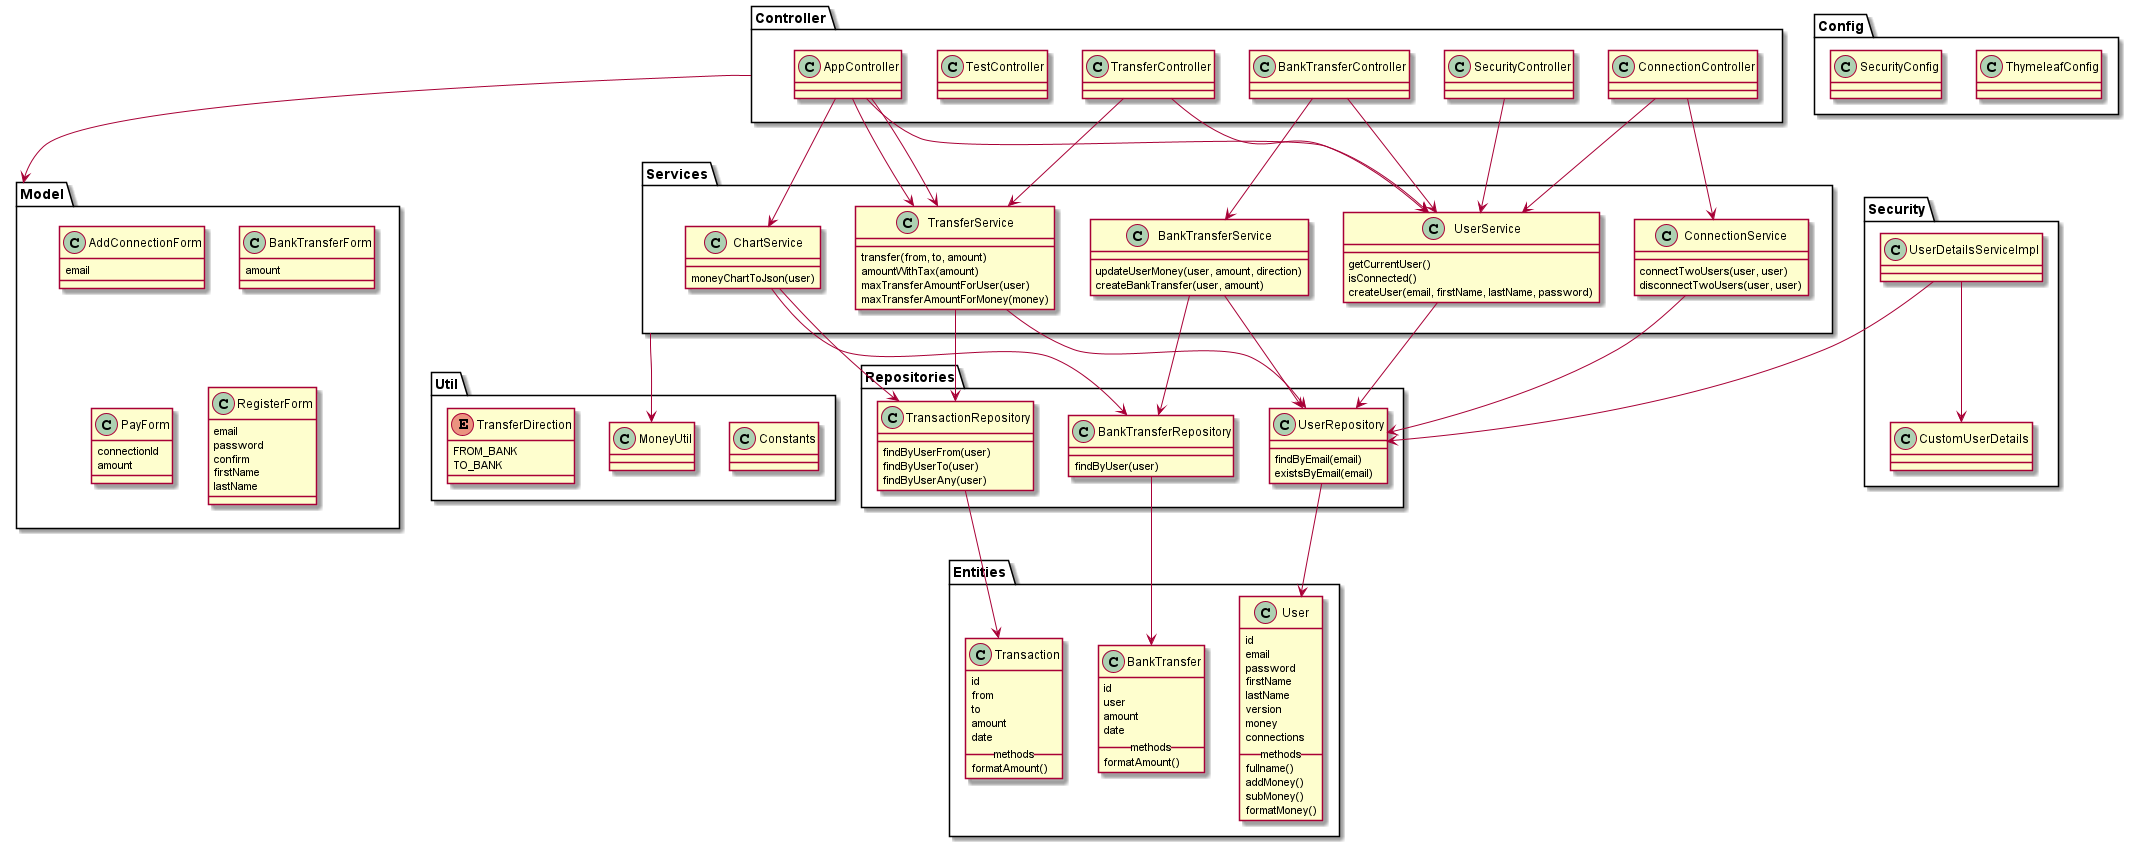 Controller
C AppController
C TestController
C TransferController
C BankTransferController
C SecurityController
C ConnectionController
Config
C SecurityConfig
C ThymeleafConfig
Model
C AddConnectionForm
email
C BankTransferForm
amount
C PayForm
connectionId
amount
C RegisterForm
email
password
confirm
firstName
lastName
Services
C ChartService
moneyChartToJson(user)
C TransferService
transfer(from, to, amount)
amountWithTax(amount)
maxTransferAmountForUser(user)
maxTransferAmountForMoney(money)
C BankTransferService
updateUserMoney(user, amount, direction)
createBankTransfer(user, amount)
C UserService
getCurrentUser()
isConnected()
createUser(email, firstName, lastName, password)
C ConnectionService
connectTwoUsers(user, user)
disconnectTwoUsers(user, user)
Security
C UserDetailsServiceImpl
C CustomUserDetails
Util
E TransferDirection
FROM_BANK
TO_BANK
C MoneyUtil
C Constants
Repositories
C TransactionRepository
findByUserFrom(user)
findByUserTo(user)
findByUserAny(user)
C BankTransferRepository
findByUser(user)
C UserRepository
findByEmail(email)
existsByEmail(email)
Entities
C Transaction
id
from
to
amount
date
methods
formatAmount()
C BankTransfer
id
user
amount
date
methods
formatAmount()
C User
id
email
password
firstName
lastName
version
money
connections
methods
fullname()
addMoney()
subMoney()
formatMoney()